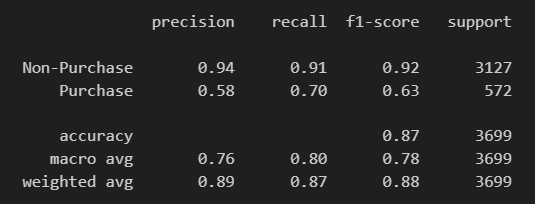 precision recall f1-score support
Non-Purchase 0.94 0.91 0.92 3127
Purchase 0.58 0.70 0.63 572
accuracy 0.87 3699
macro avg 0.76 0.80 0.78 3699
weighted avg 0.89 0.87 0.88 3699